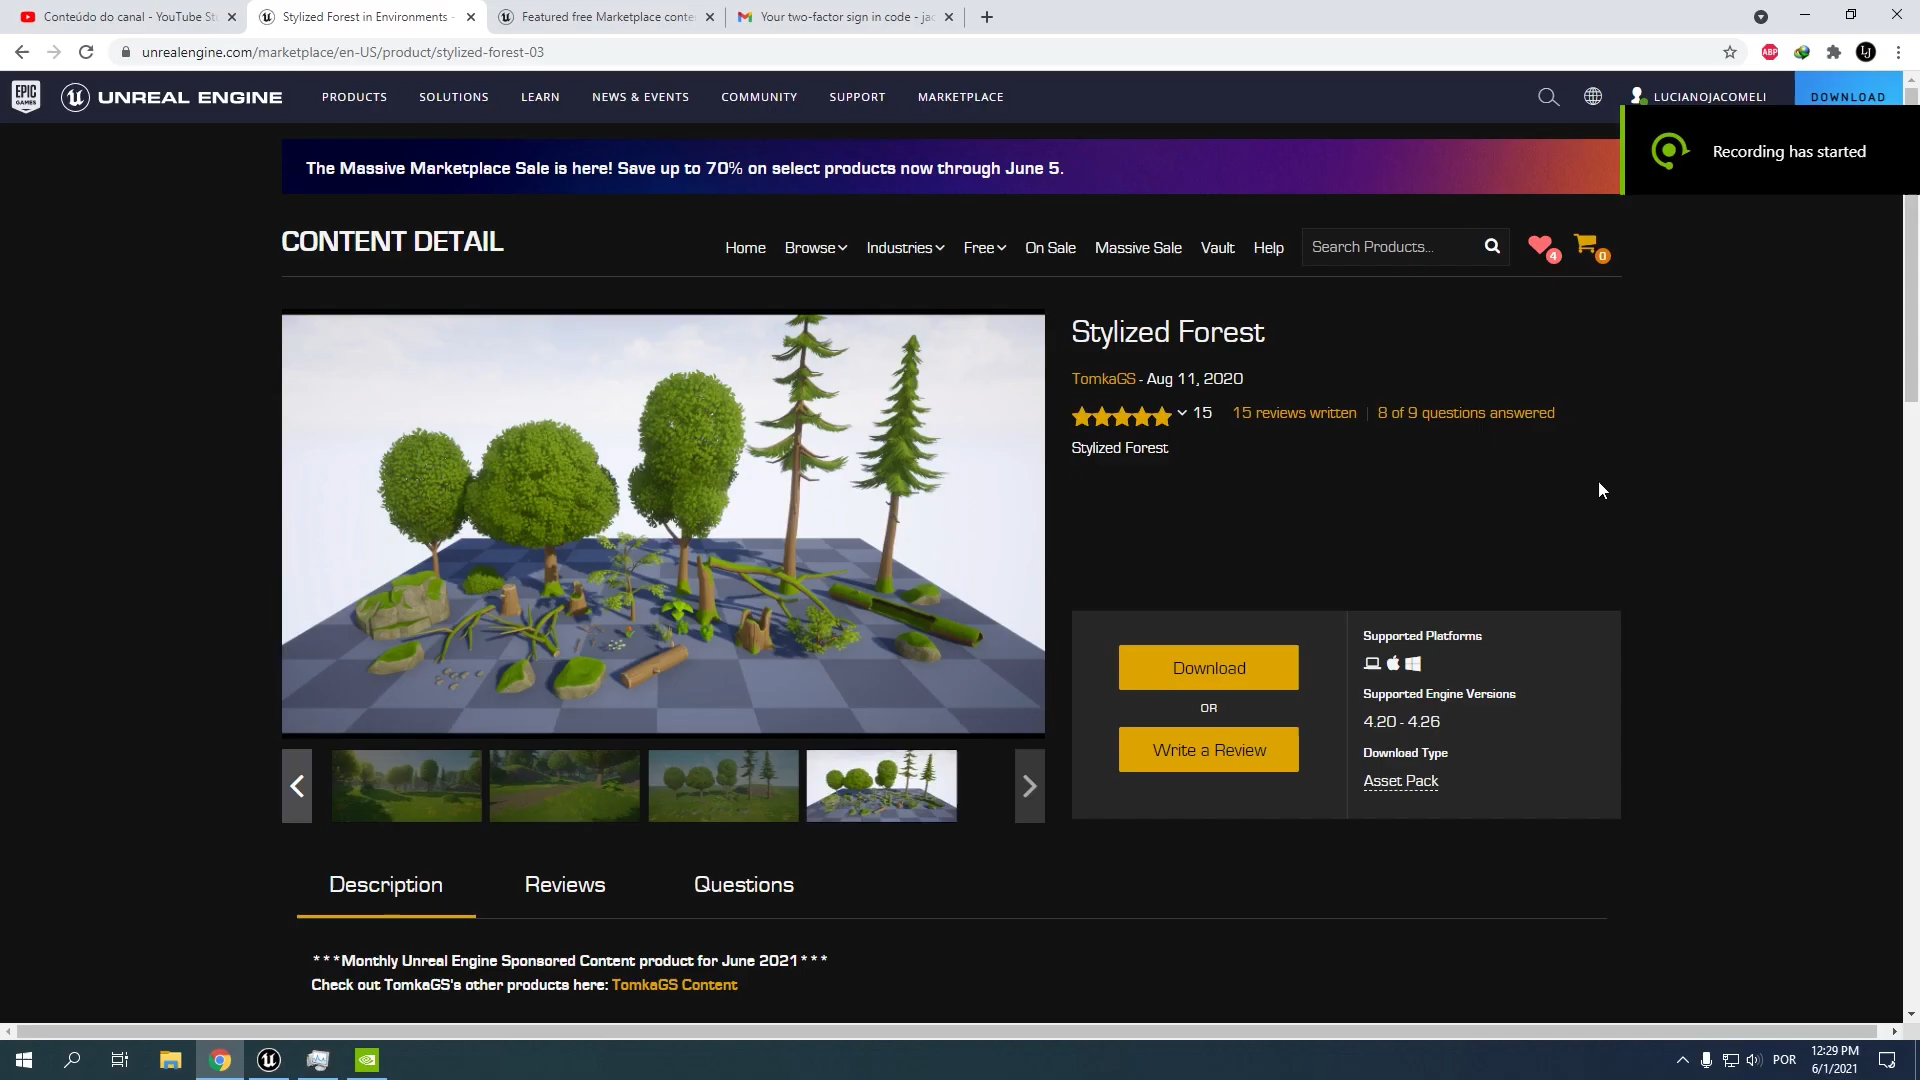 Conteúdo do canal - YouTube St
Stylized Forest in Environments -
Featured free Marketplace conte
Your two-factor sign in code - jac
unrealengine.com/marketplace/en-US/product/stylized-forest-03
ABP
LJ
EPIC GAMES
UNREAL ENGINE
PRODUCTS
SOLUTIONS
LEARN
NEWS & EVENTS
COMMUNITY
SUPPORT
MARKETPLACE
LUCIANOJACOMELI
DOWNLOAD
Recording has started
The Massive Marketplace Sale is here! Save up to 70% on select products now through June 5.
CONTENT DETAIL
Home
Browse
Industries
Free
On Sale
Massive Sale
Vault
Help
Search Products...
4
0
Stylized Forest
TomkaGS - Aug 11, 2020
15
15 reviews written
8 of 9 questions answered
Stylized Forest
Download
OR
Write a Review
Supported Platforms
Supported Engine Versions
4.20 - 4.26
Download Type
Asset Pack
Description
Reviews
Questions
***Monthly Unreal Engine Sponsored Content product for June 2021***
Check out TomkaGS's other products here: TomkaGS Content
POR
12:29 PM
6/1/2021